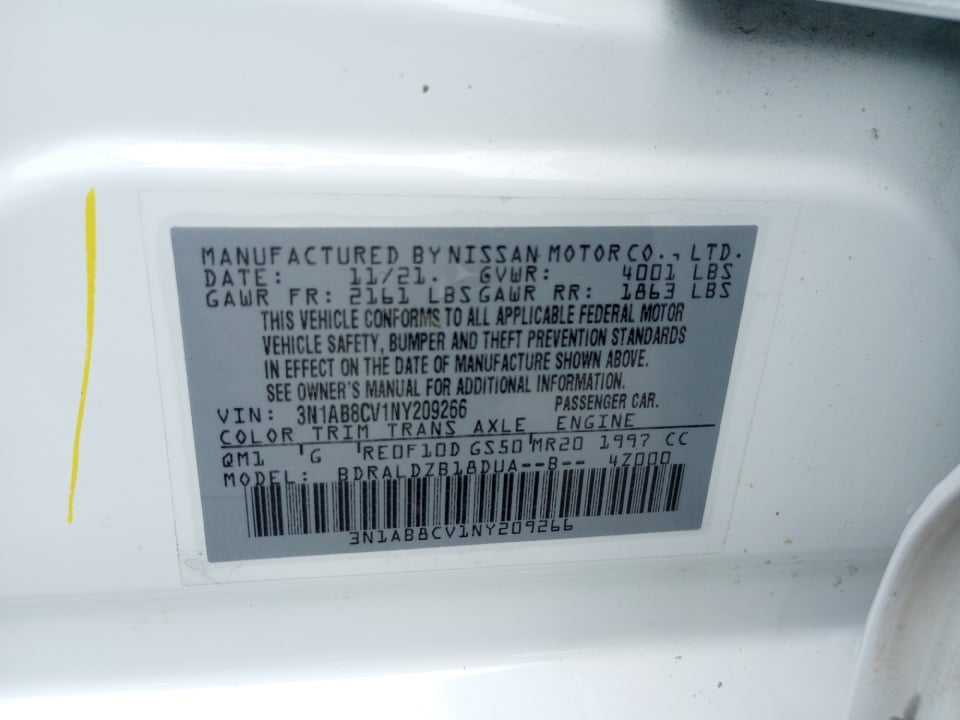 MANUFACTURED BY NISSAN MOTOR CO., LTD.
DATE: 11/21. GVWR: 4001 LBS
GAWR FR: 2161 LBS GAWR RR: 1863 LBS
THIS VEHICLE CONFORMS TO ALL APPLICABLE FEDERAL MOTOR
VEHICLE SAFETY, BUMPER AND THEFT PREVENTION STANDARDS
IN EFFECT ON THE DATE OF MANUFACTURE SHOWN ABOVE.
SEE OWNER'S MANUAL FOR ADDITIONAL INFORMATION.
VIN: 3N1AB8CV1NY209266 PASSENGER CAR.
COLOR TRIM TRANS AXLE ENGINE
QM1 G RE0F10D GS50 MR20 1997 CC
MODEL: BDRALDZB18DUA--B-- 4Z000
3N1AB8CV1NY209266